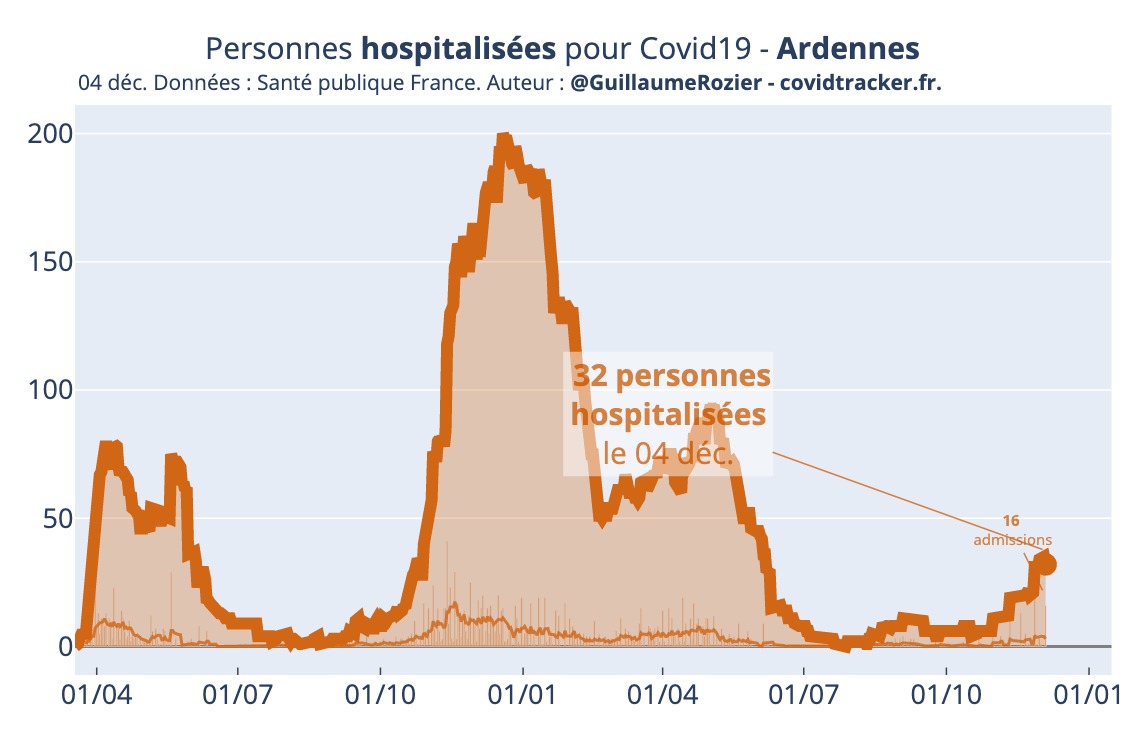 Personnes hospitalisées pour Covid19 - Ardennes
04 déc. Données : Santé publique France. Auteur : @GuillaumeRozier - covidtracker.fr.
200
150
100
50
0
32 personnes
hospitalisées
le 04 déc.
16
admissions
01/04
01/07
01/10
01/01
01/04
01/07
01/10
01/01